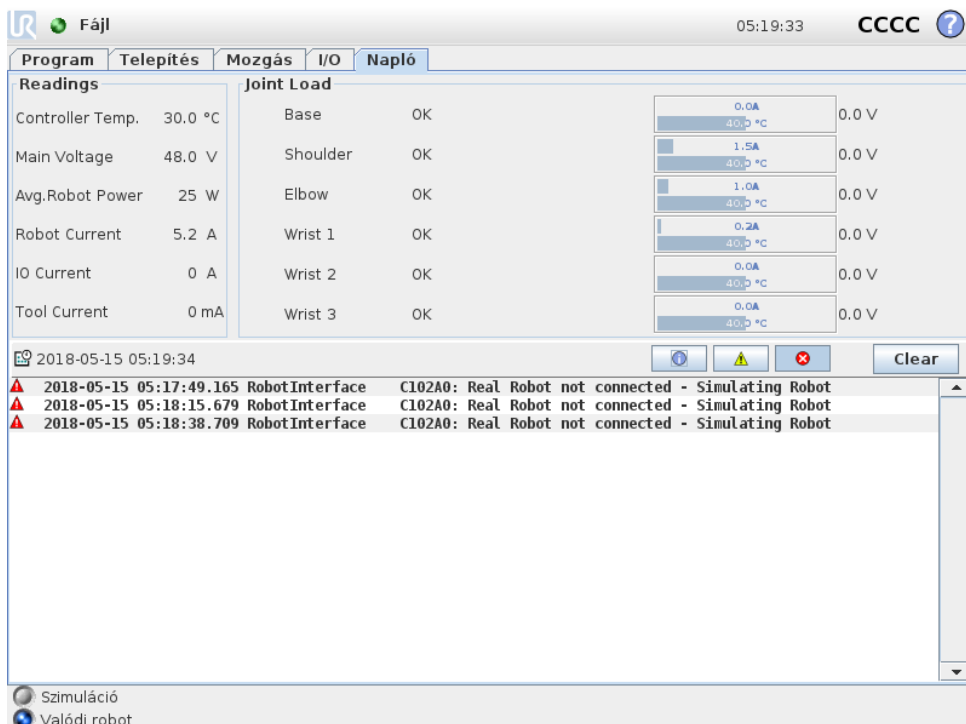 UR Fájl 05:19:33 CCCC ?
Program Telepítés Mozgás I/O Napló
Readings
Controller Temp. 30.0 °C
Main Voltage 48.0 V
Avg.Robot Power 25 W
Robot Current 5.2 A
IO Current 0 A
Tool Current 0 mA
Joint Load
Base OK 0.0A 40.0 °C 0.0 V
Shoulder OK 1.5A 40.0 °C 0.0 V
Elbow OK 1.0A 40.0 °C 0.0 V
Wrist 1 OK 0.2A 40.0 °C 0.0 V
Wrist 2 OK 0.0A 40.0 °C 0.0 V
Wrist 3 OK 0.0A 40.0 °C 0.0 V
2018-05-15 05:19:34 Clear
2018-05-15 05:17:49.165 RobotInterface C102A0: Real Robot not connected - Simulating Robot
2018-05-15 05:18:15.679 RobotInterface C102A0: Real Robot not connected - Simulating Robot
2018-05-15 05:18:38.709 RobotInterface C102A0: Real Robot not connected - Simulating Robot
Szimuláció
Valódi robot